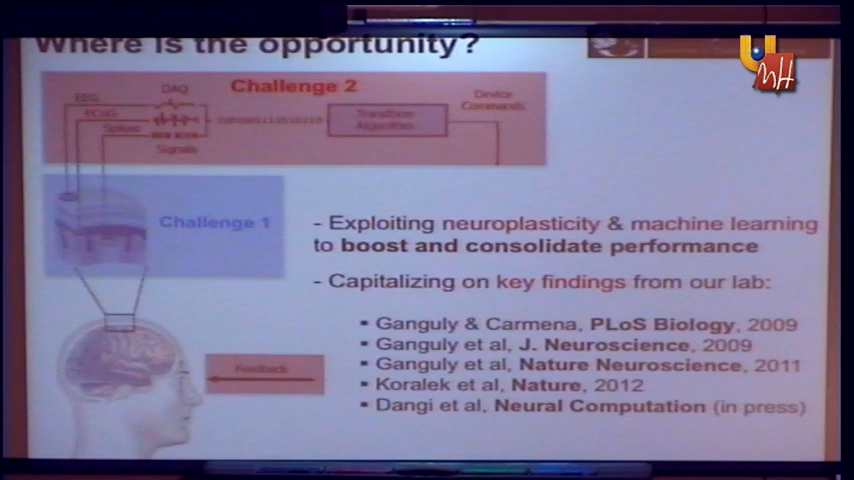 Where is the opportunity?
UMH
Challenge 2
EEG
ECoG
Spikes
DAQ
Signals
Transform
Algorithm
Device
Commands
Challenge 1
- Exploiting neuroplasticity & machine learning
to boost and consolidate performance
- Capitalizing on key findings from our lab:
▪ Ganguly & Carmena, PLoS Biology, 2009
▪ Ganguly et al, J. Neuroscience, 2009
▪ Ganguly et al, Nature Neuroscience, 2011
▪ Koralek et al, Nature, 2012
▪ Dangi et al, Neural Computation (in press)
Feedback